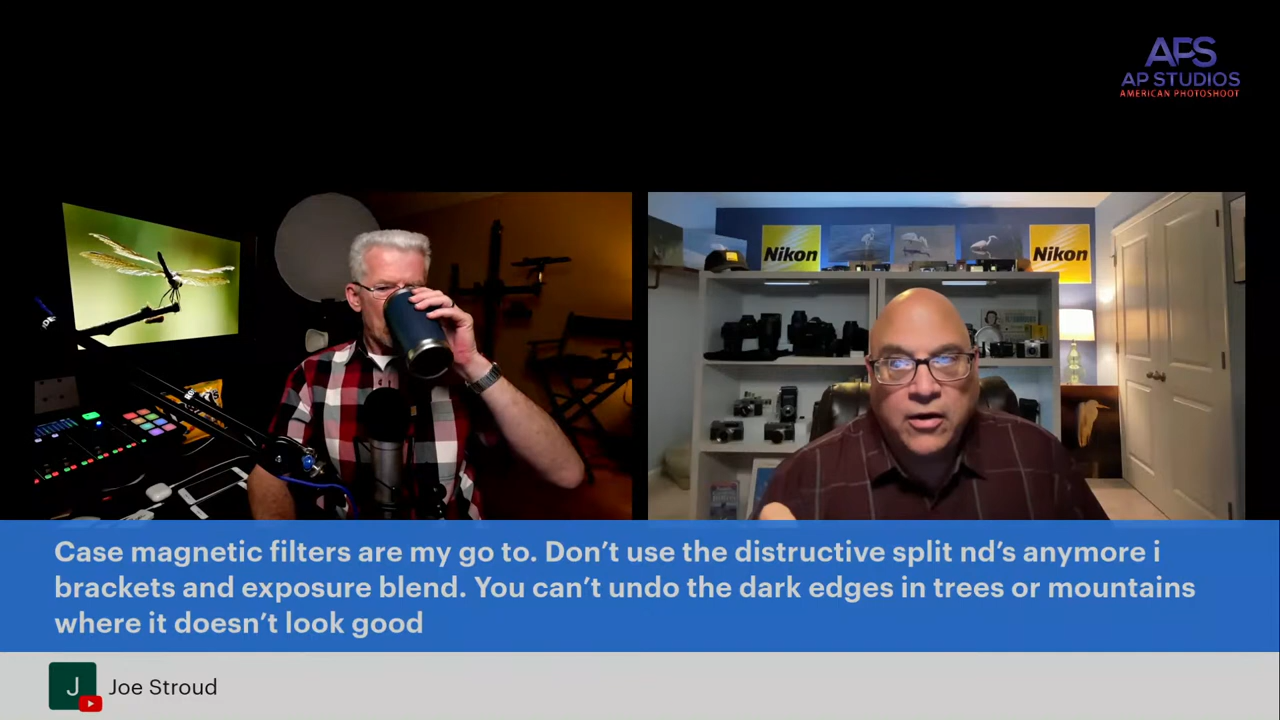 APS
AP STUDIOS
AMERICAN PHOTOSHOOT
Nikon
Nikon
Case magnetic filters are my go to. Don’t use the distructive split nd’s anymore i
brackets and exposure blend. You can’t undo the dark edges in trees or mountains
where it doesn’t look good
J
Joe Stroud